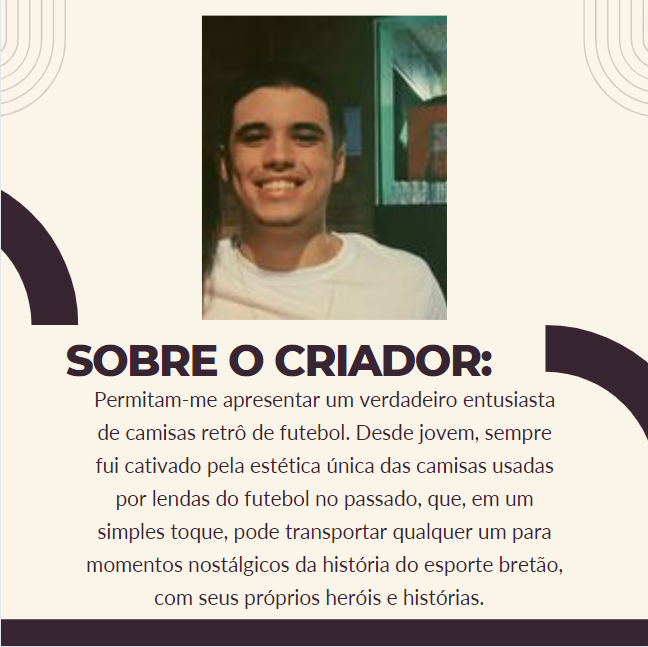 SOBRE O CRIADOR:
Permitam-me apresentar um verdadeiro entusiasta
de camisas retrô de futebol. Desde jovem, sempre
fui cativado pela estética única das camisas usadas
por lendas do futebol no passado, que, em um
simples toque, pode transportar qualquer um para
momentos nostálgicos da história do esporte bretão,
com seus próprios heróis e histórias.